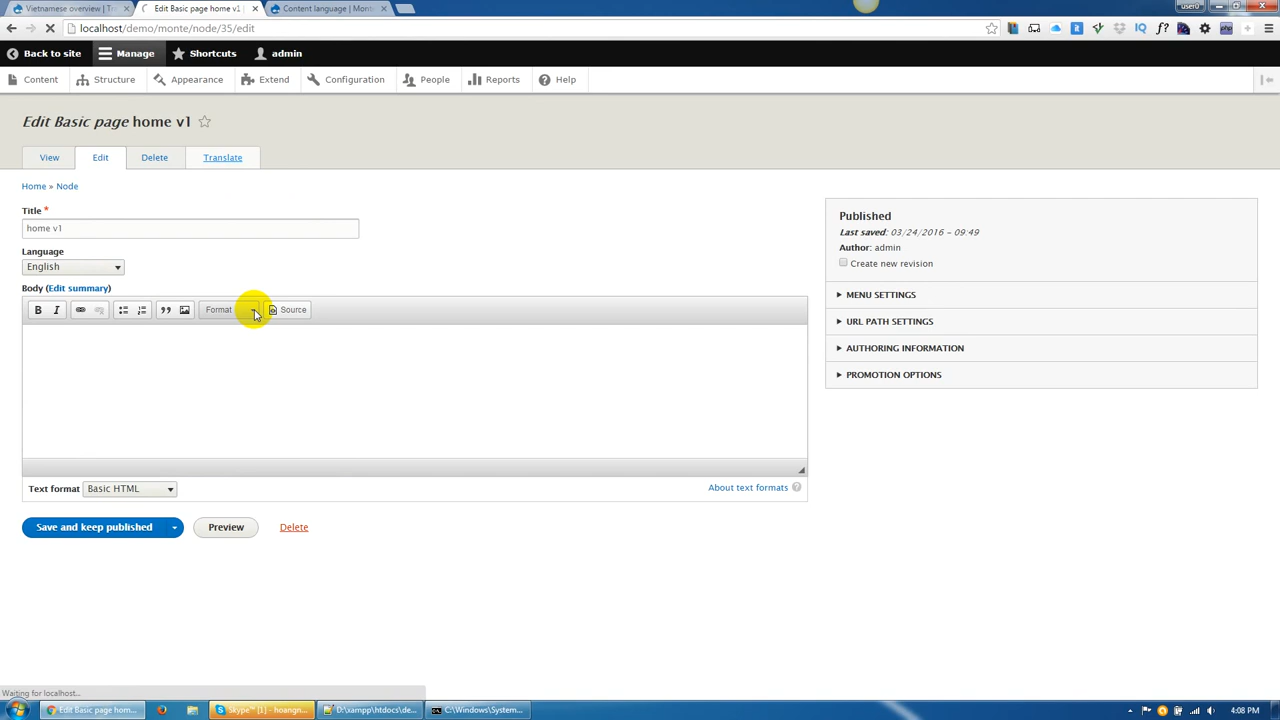 Vietnamese overview | Tr
Edit Basic page home v1 |
Content language | Mont
user0
localhost/demo/monte/node/35/edit
Back to site
Manage
Shortcuts
admin
Content
Structure
Appearance
Extend
Configuration
People
Reports
Help
Edit Basic page home v1
View
Edit
Delete
Translate
Home » Node
Title *
home v1
Language
English
Body (Edit summary)
B I
Format
Source
Text format
Basic HTML
About text formats ?
Save and keep published
Preview
Delete
Published
Last saved: 03/24/2016 - 09:49
Author: admin
Create new revision
MENU SETTINGS
URL PATH SETTINGS
AUTHORING INFORMATION
PROMOTION OPTIONS
Waiting for localhost...
Edit Basic page hom...
Skype™ [1] - hoangn...
D:\xampp\htdocs\de...
C:\Windows\System...
4:08 PM